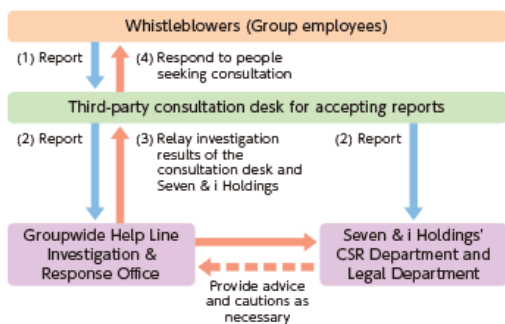 Whistleblowers (Group employees)
(1) Report
(4) Respond to people
seeking consultation
Third-party consultation desk for accepting reports
(2) Report
(3) Relay investigation
results of the
consultation desk and
Seven & i Holdings
(2) Report
Groupwide Help Line
Investigation &
Response Office
Seven & i Holdings'
CSR Department and
Legal Department
Provide advice
and cautions as
necessary